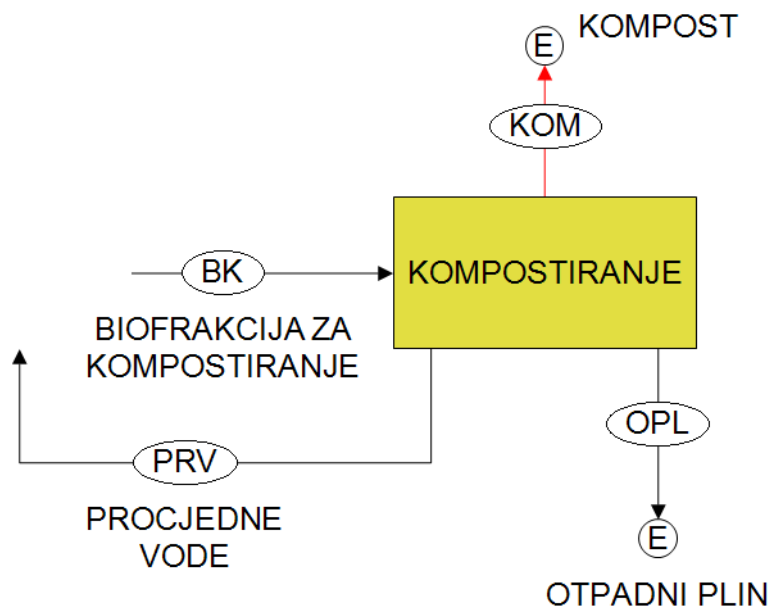 E
KOMPOST
KOM
BK
KOMPOSTIRANJE
BIOFRAKCIJA ZA
KOMPOSTIRANJE
OPL
PRV
PROCJEDNE
VODE
E
OTPADNI PLIN